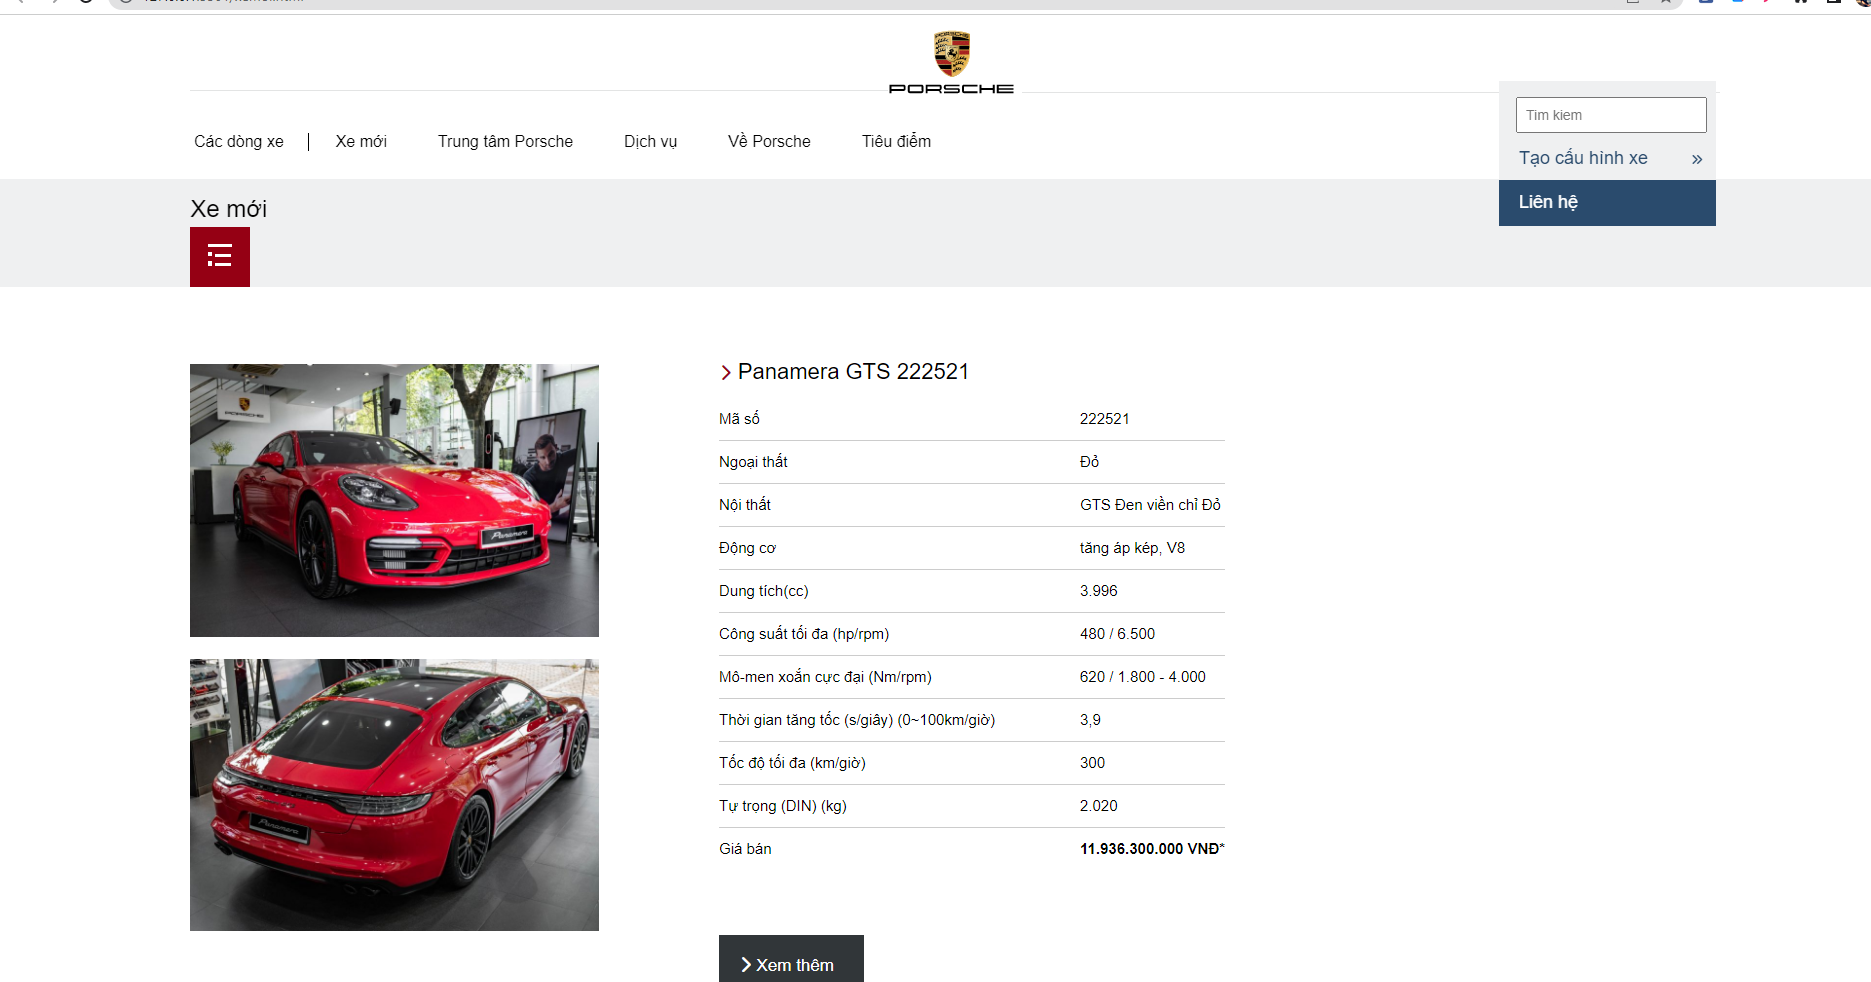 PORSCHE
Tìm kiem
Tạo cấu hình xe »
Liên hệ
Các dòng xe | Xe mới Trung tâm Porsche Dịch vụ Về Porsche Tiêu điểm
Xe mới
PORSCHE
Panamera
Panamera
Panamera GTS 222521
Mã số 222521
Ngoại thất Đỏ
Nội thất GTS Đen viền chỉ Đỏ
Động cơ tăng áp kép, V8
Dung tích(cc) 3.996
Công suất tối đa (hp/rpm) 480 / 6.500
Mô-men xoắn cực đại (Nm/rpm) 620 / 1.800 - 4.000
Thời gian tăng tốc (s/giây) (0~100km/giờ) 3,9
Tốc độ tối đa (km/giờ) 300
Tự trọng (DIN) (kg) 2.020
Giá bán 11.936.300.000 VNĐ*
Xem thêm